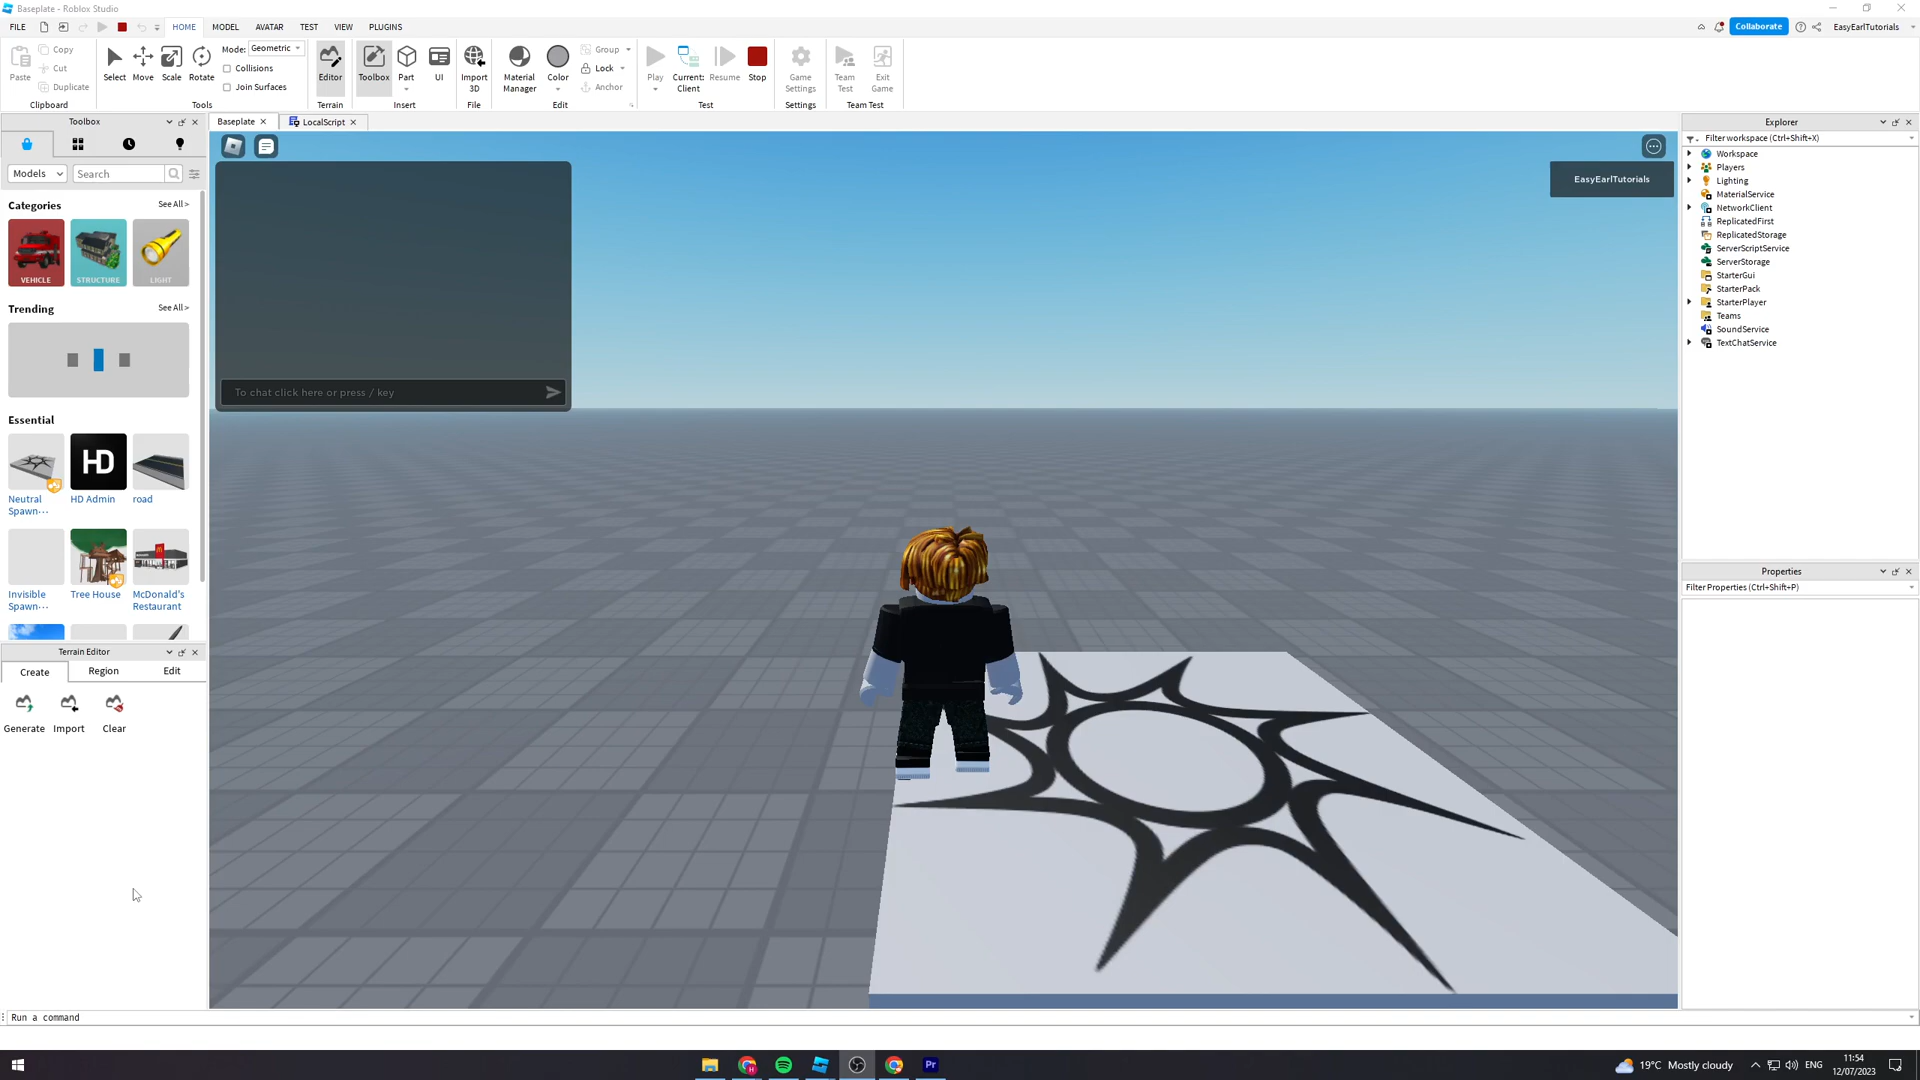 Baseplate - Roblox Studio
FILE HOME MODEL AVATAR TEST VIEW PLUGINS Collaborate EasyEarlTutorials
Paste Copy Cut Duplicate Clipboard
Select Move Scale Rotate Mode: Geometric Collisions Join Surfaces Tools
Editor Terrain
Toolbox Part UI Insert
Import 3D File
Material Manager Color Group Lock Anchor Edit
Play Current: Client Resume Stop Test
Game Settings Settings
Team Test Exit Game Team Test
Toolbox
Models Search
Categories See All >
VEHICLE STRUCTURE LIGHT
Trending See All >
Essential
HD
Neutral Spawn... HD Admin road
Invisible Spawn... Tree House McDonald's Restaurant
Terrain Editor
Create Region Edit
Generate Import Clear
Baseplate LocalScript
To chat click here or press / key
EasyEarlTutorials
Explorer
Filter workspace (Ctrl+Shift+X)
Workspace
Players
Lighting
MaterialService
NetworkClient
ReplicatedFirst
ReplicatedStorage
ServerScriptService
ServerStorage
StarterGui
StarterPack
StarterPlayer
Teams
SoundService
TextChatService
Properties
Filter Properties (Ctrl+Shift+P)
Run a command
Pr
19°C Mostly cloudy ENG 11:54
12/07/2023